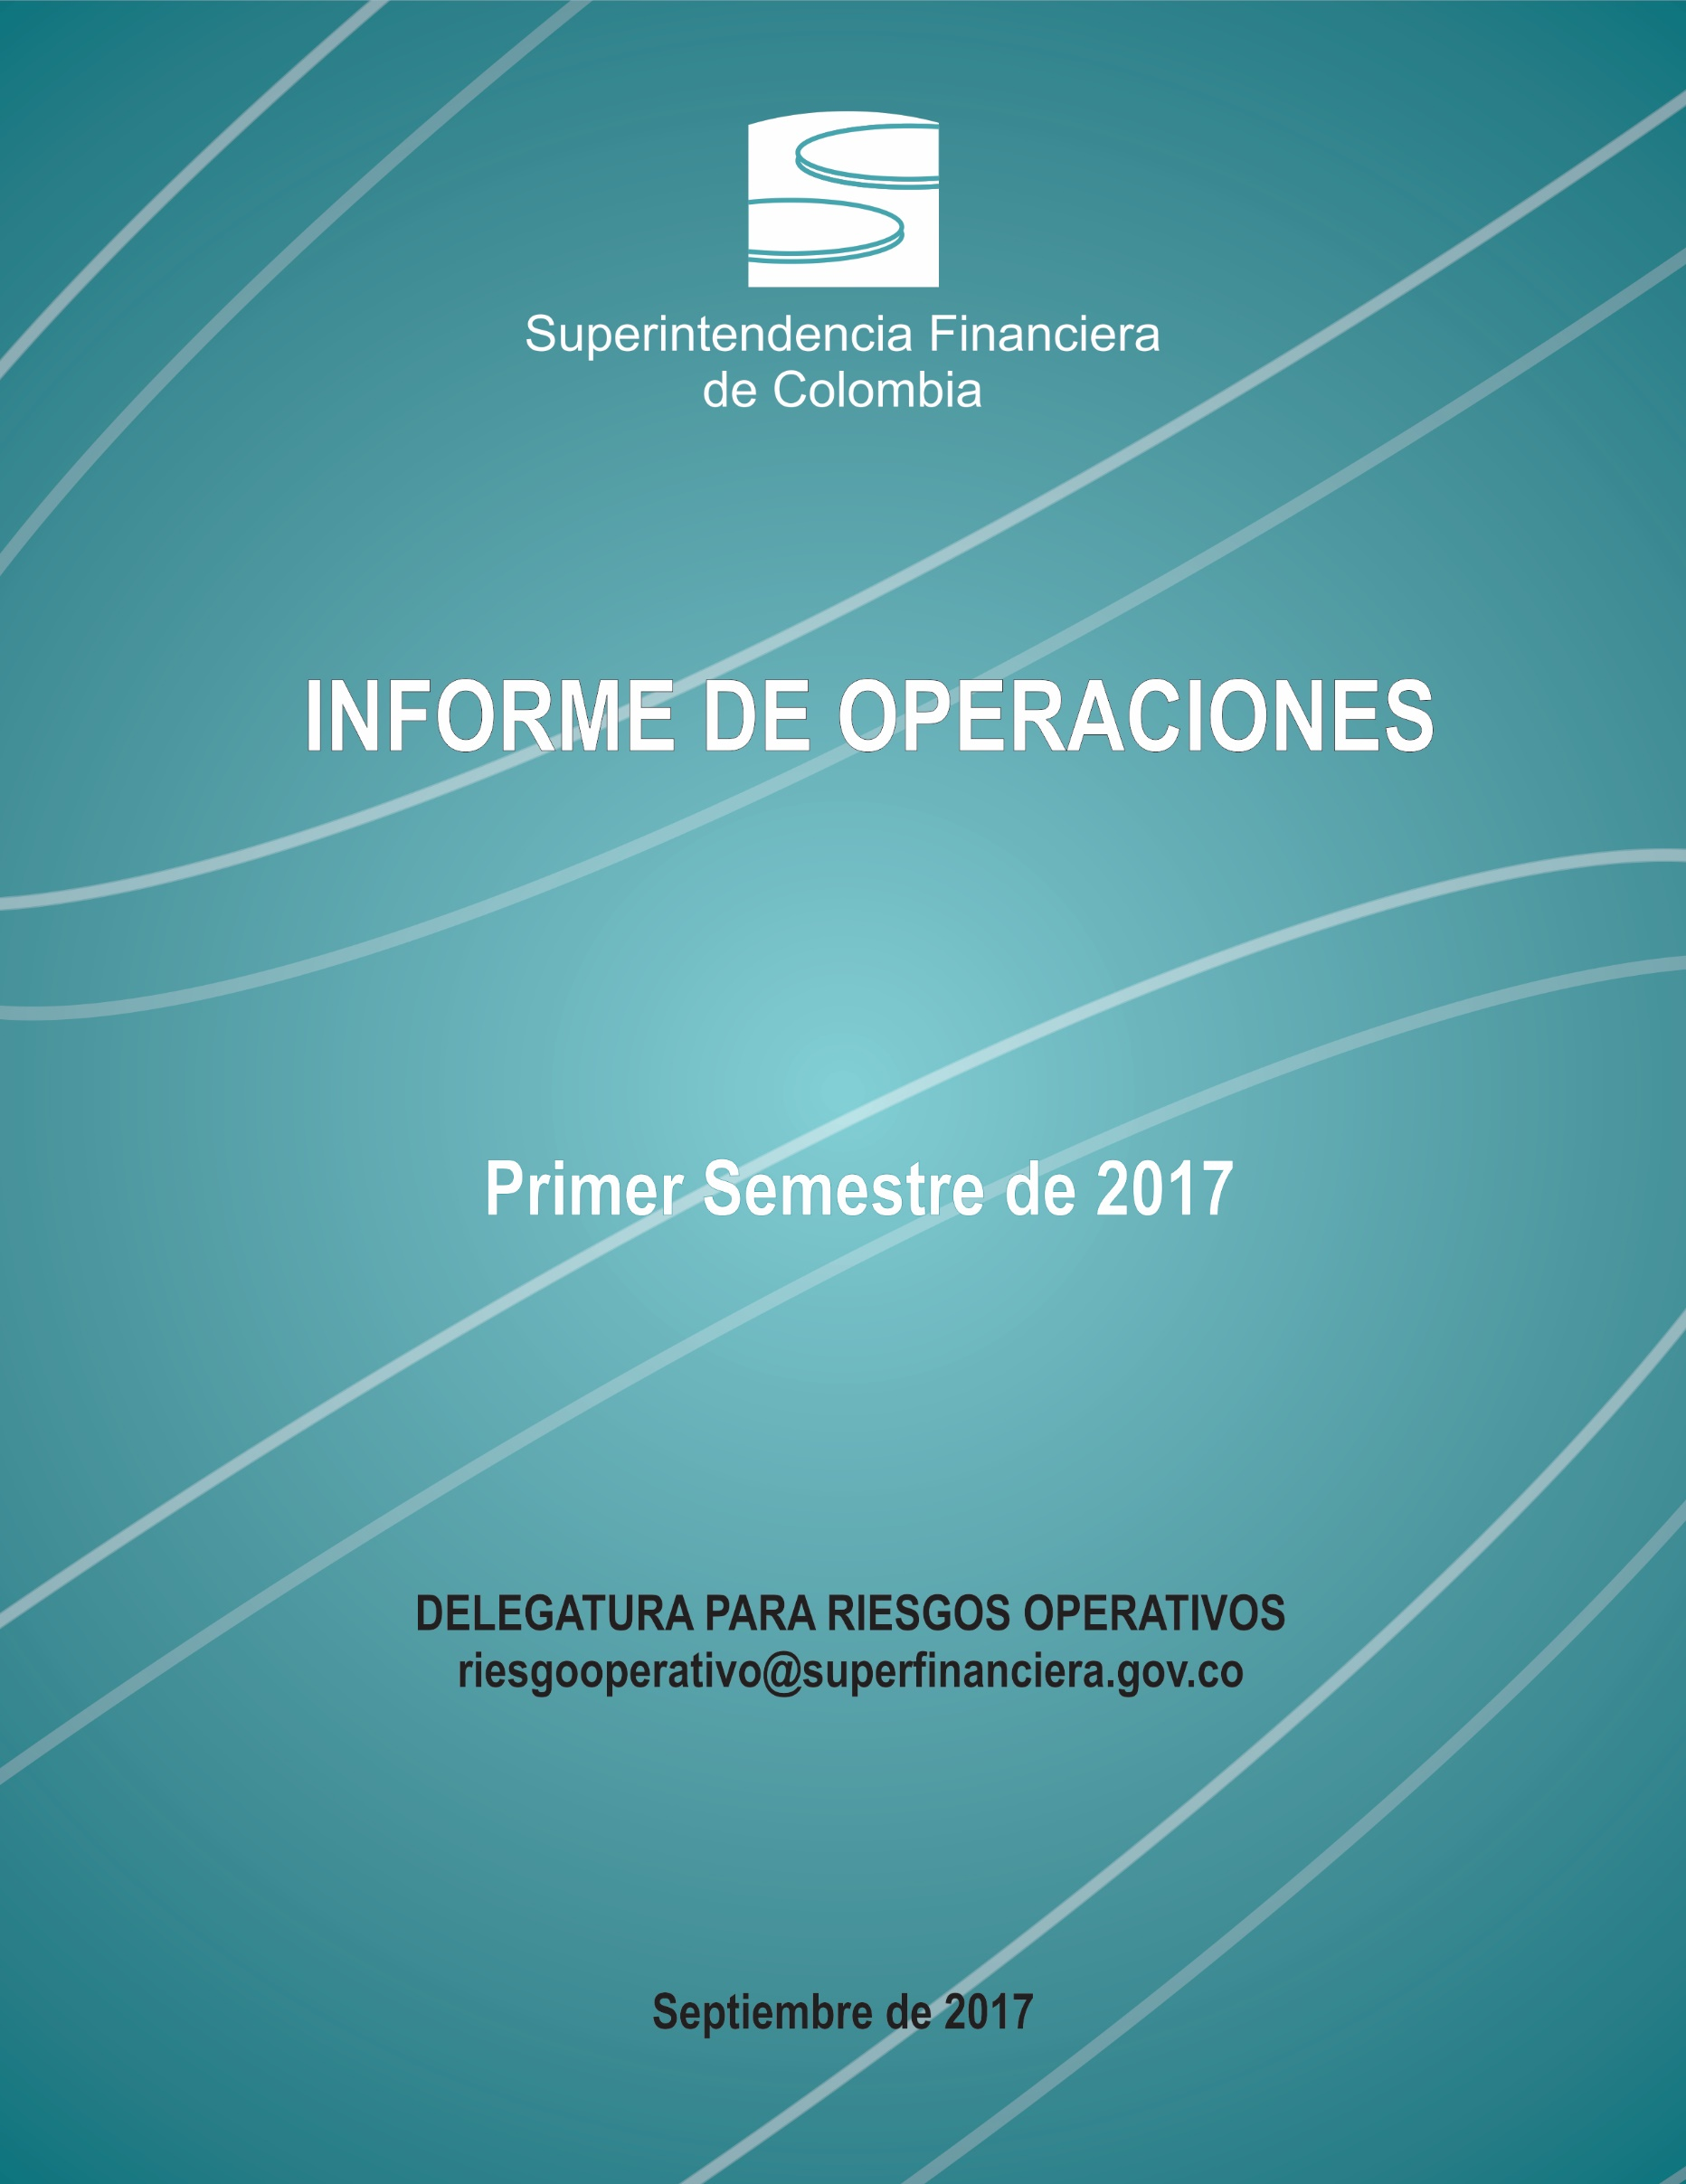 Superintendencia Financiera
de Colombia
INFORME DE OPERACIONES
Primer Semestre de 2017
DELEGATURA PARA RIESGOS OPERATIVOS
riesgooperativo@superfinanciera.gov.co
Septiembre de 2017